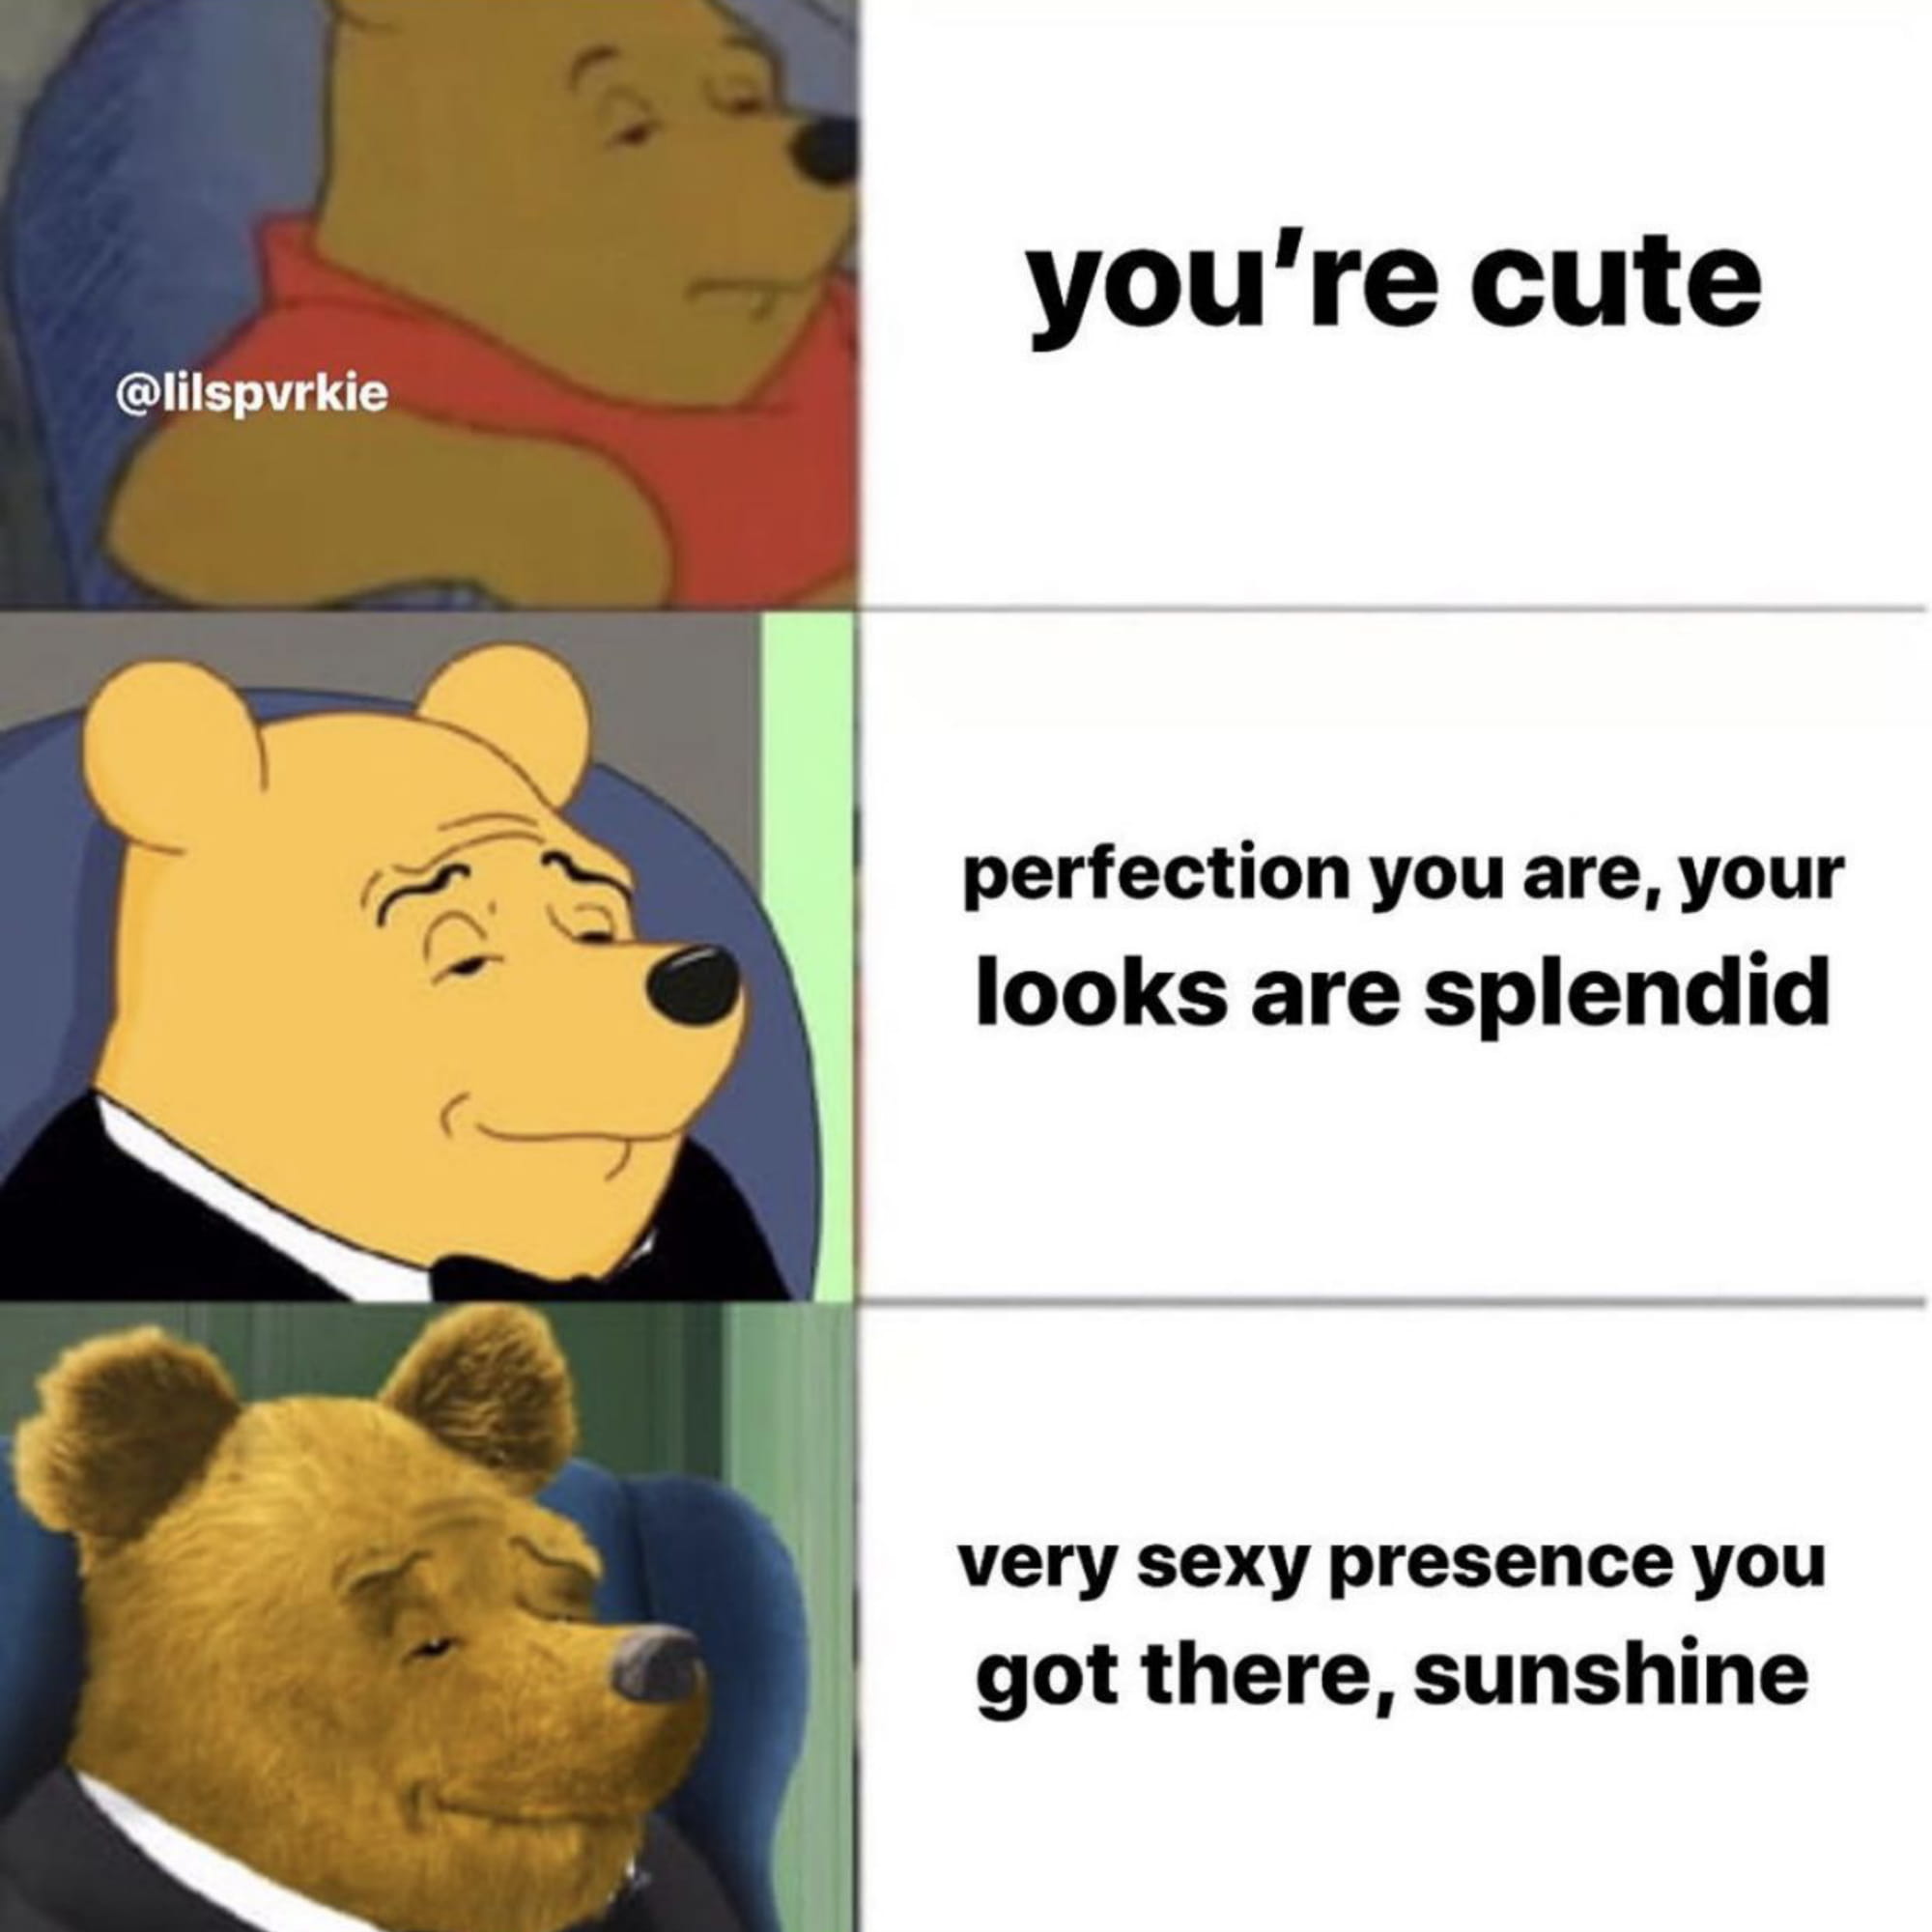 you're cute
@lilspvrkie
perfection you are, your
looks are splendid
very sexy presence you
got there, sunshine